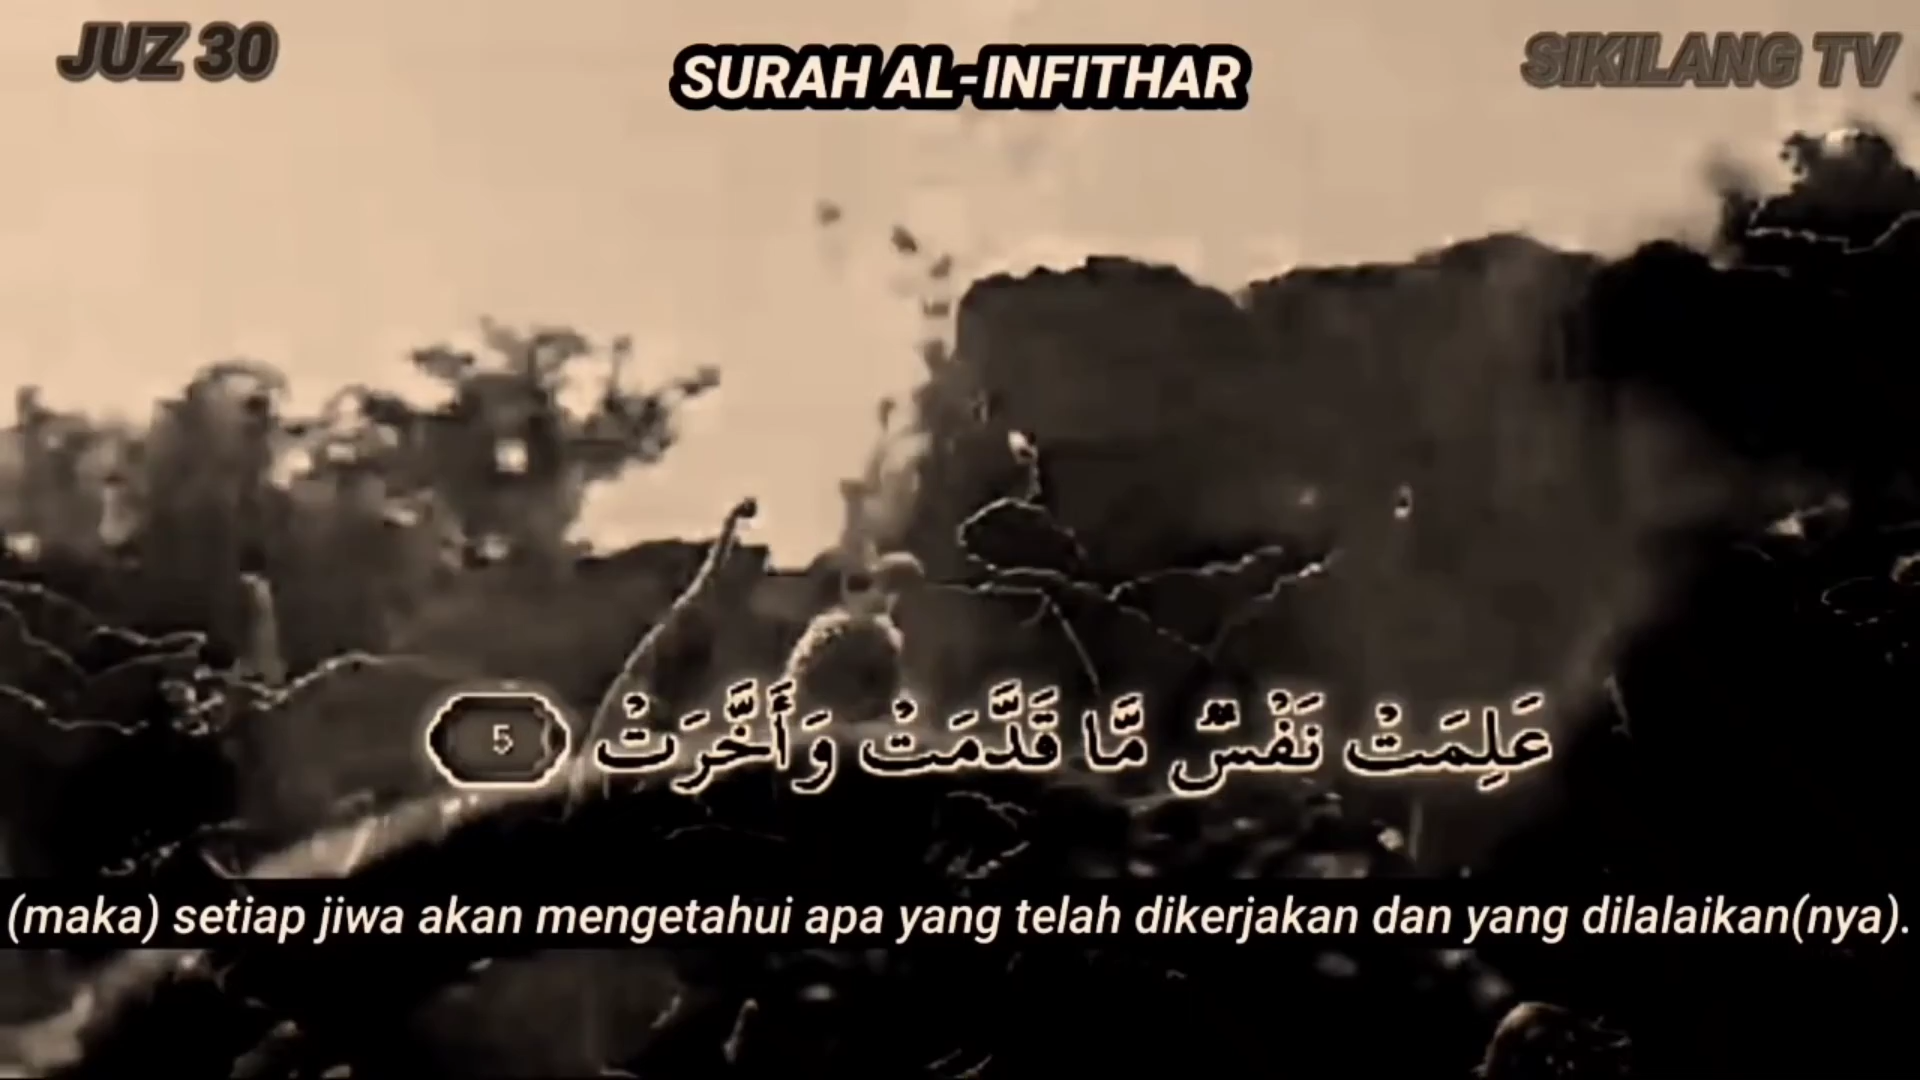 JUZ 30
SURAH AL-INFITHAR
SIKILANG TV
عَلِمَتْ نَفْسٌ مَّا قَدَّمَتْ وَأَخَّرَتْ 5
(maka) setiap jiwa akan mengetahui apa yang telah dikerjakan dan yang dilalaikan(nya).